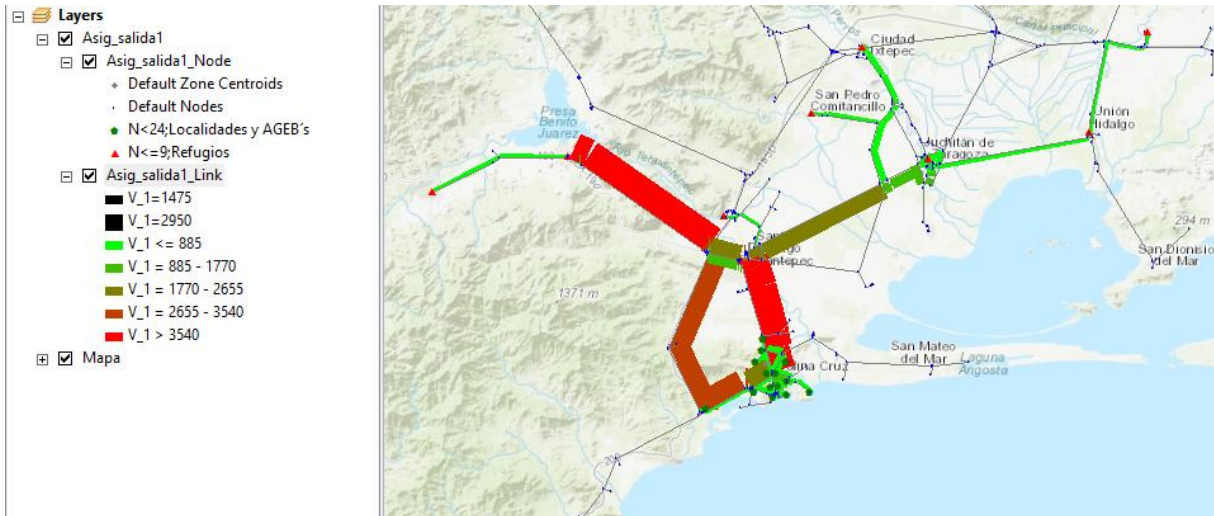 Layers
Asig_salida1
Asig_salida1_Node
Default Zone Centroids
Default Nodes
N<24;Localidades y AGEB´s
N<=9;Refugios
Asig_salida1_Link
V_1=1475
V_1=2950
V_1 <= 885
V_1 = 885 - 1770
V_1 = 1770 - 2655
V_1 = 2655 - 3540
V_1 > 3540
Mapa
Perros
Ciudad
Ixtepec
San Pedro
Comitancillo
Presa
Benito
Juarez
Unión
Hidalgo
Juchitán de
294 m
San Dionisio
del Mar
1371 m
San Mateo
del Mar
Laguna
Angosta
Cruz